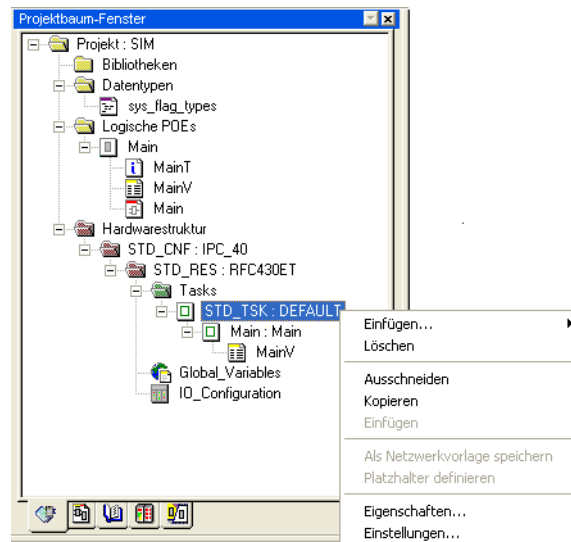 Projektbaum-Fenster
Projekt : SIM
Bibliotheken
Datentypen
sys_flag_types
Logische POEs
Main
MainT
MainV
Main
Hardwarestruktur
STD_CNF : IPC_40
STD_RES : RFC430ET
Tasks
STD_TSK : DEFAULT
Main : Main
MainV
Global_Variables
IO_Configuration
Einfügen...
Löschen
Ausschneiden
Kopieren
Einfügen
Als Netzwerkvorlage speichern
Platzhalter definieren
Eigenschaften...
Einstellungen...